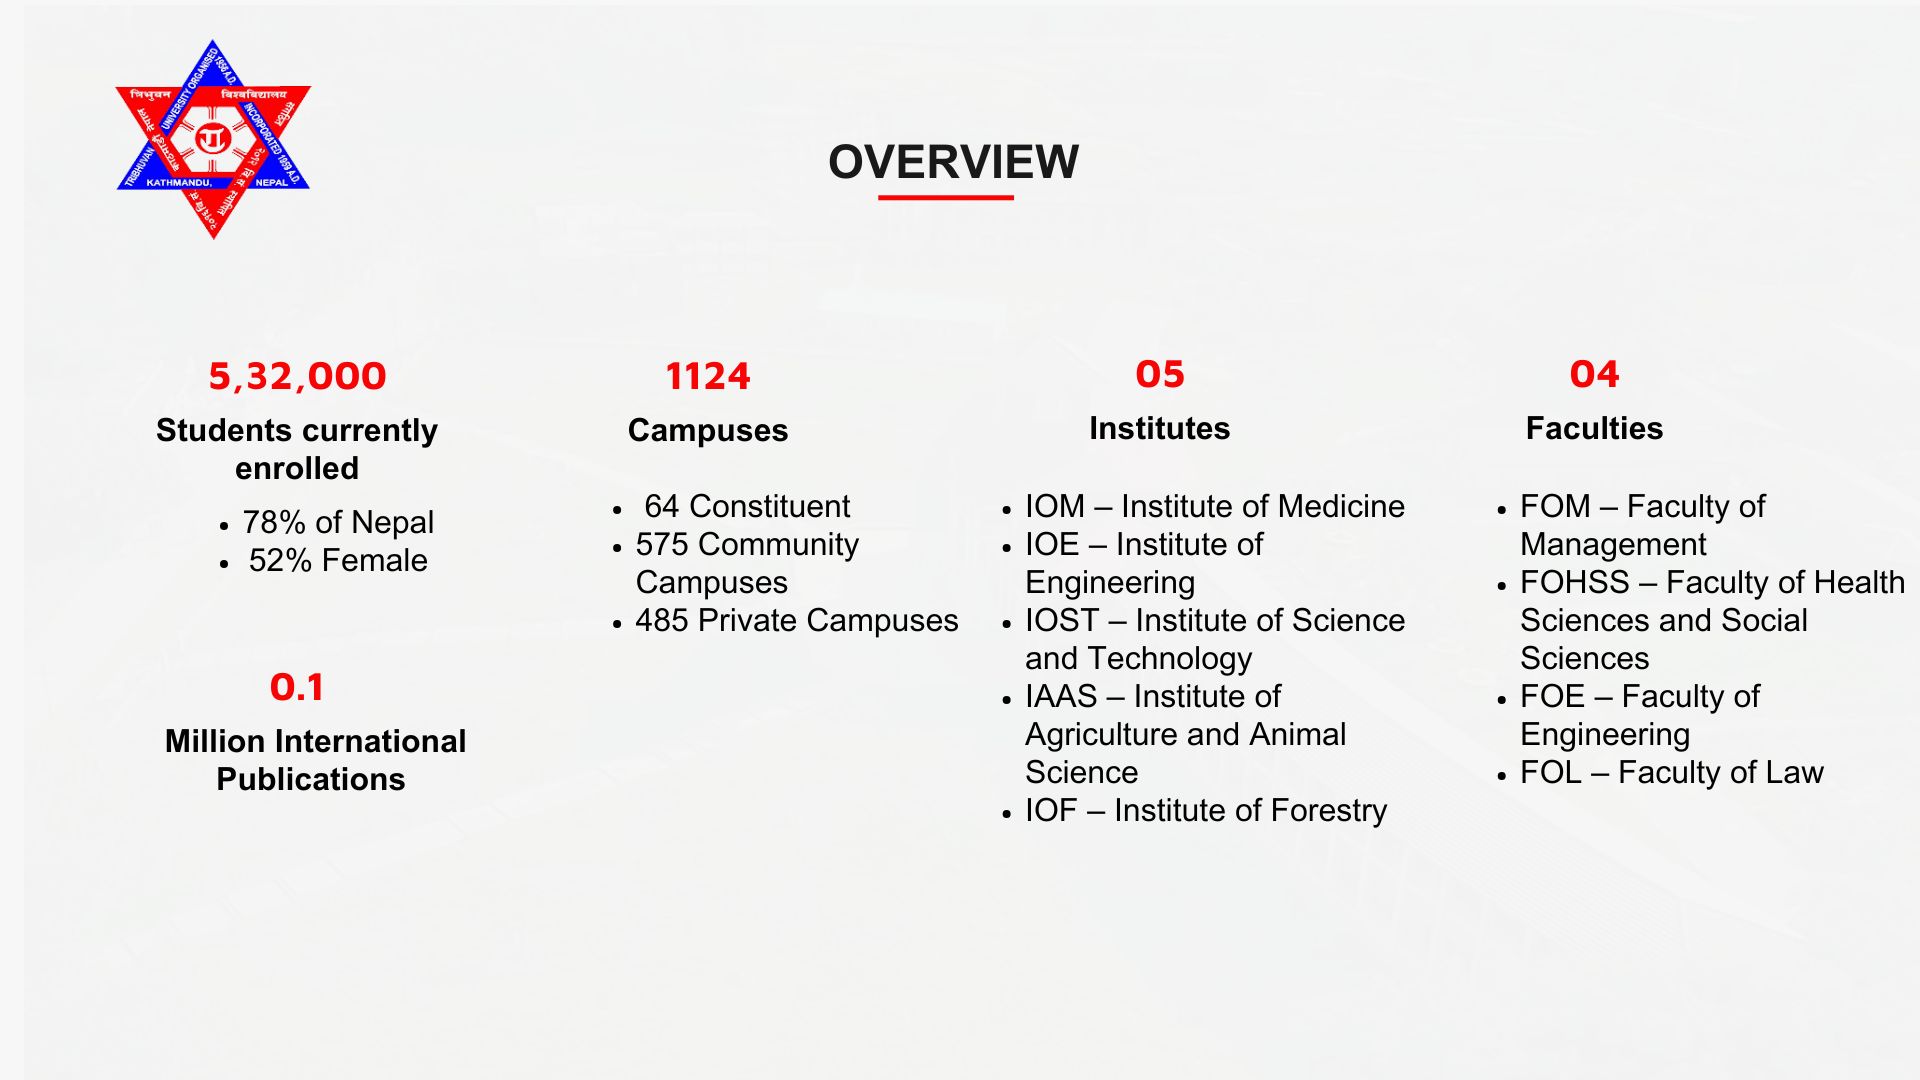 त्रिभुवन विश्वविद्यालय
UNIVERSITY ORGANISED
1956 A.D.
INCORPORATED 1959 A.D.
TRIBHUVAN
KATHMANDU, NEPAL
OVERVIEW
5,32,000
Students currently
enrolled
• 78% of Nepal
• 52% Female
0.1
Million International
Publications
1124
Campuses
• 64 Constituent
• 575 Community
Campuses
• 485 Private Campuses
05
Institutes
• IOM – Institute of Medicine
• IOE – Institute of
Engineering
• IOST – Institute of Science
and Technology
• IAAS – Institute of
Agriculture and Animal
Science
• IOF – Institute of Forestry
04
Faculties
• FOM – Faculty of
Management
• FOHSS – Faculty of Health
Sciences and Social
Sciences
• FOE – Faculty of
Engineering
• FOL – Faculty of Law